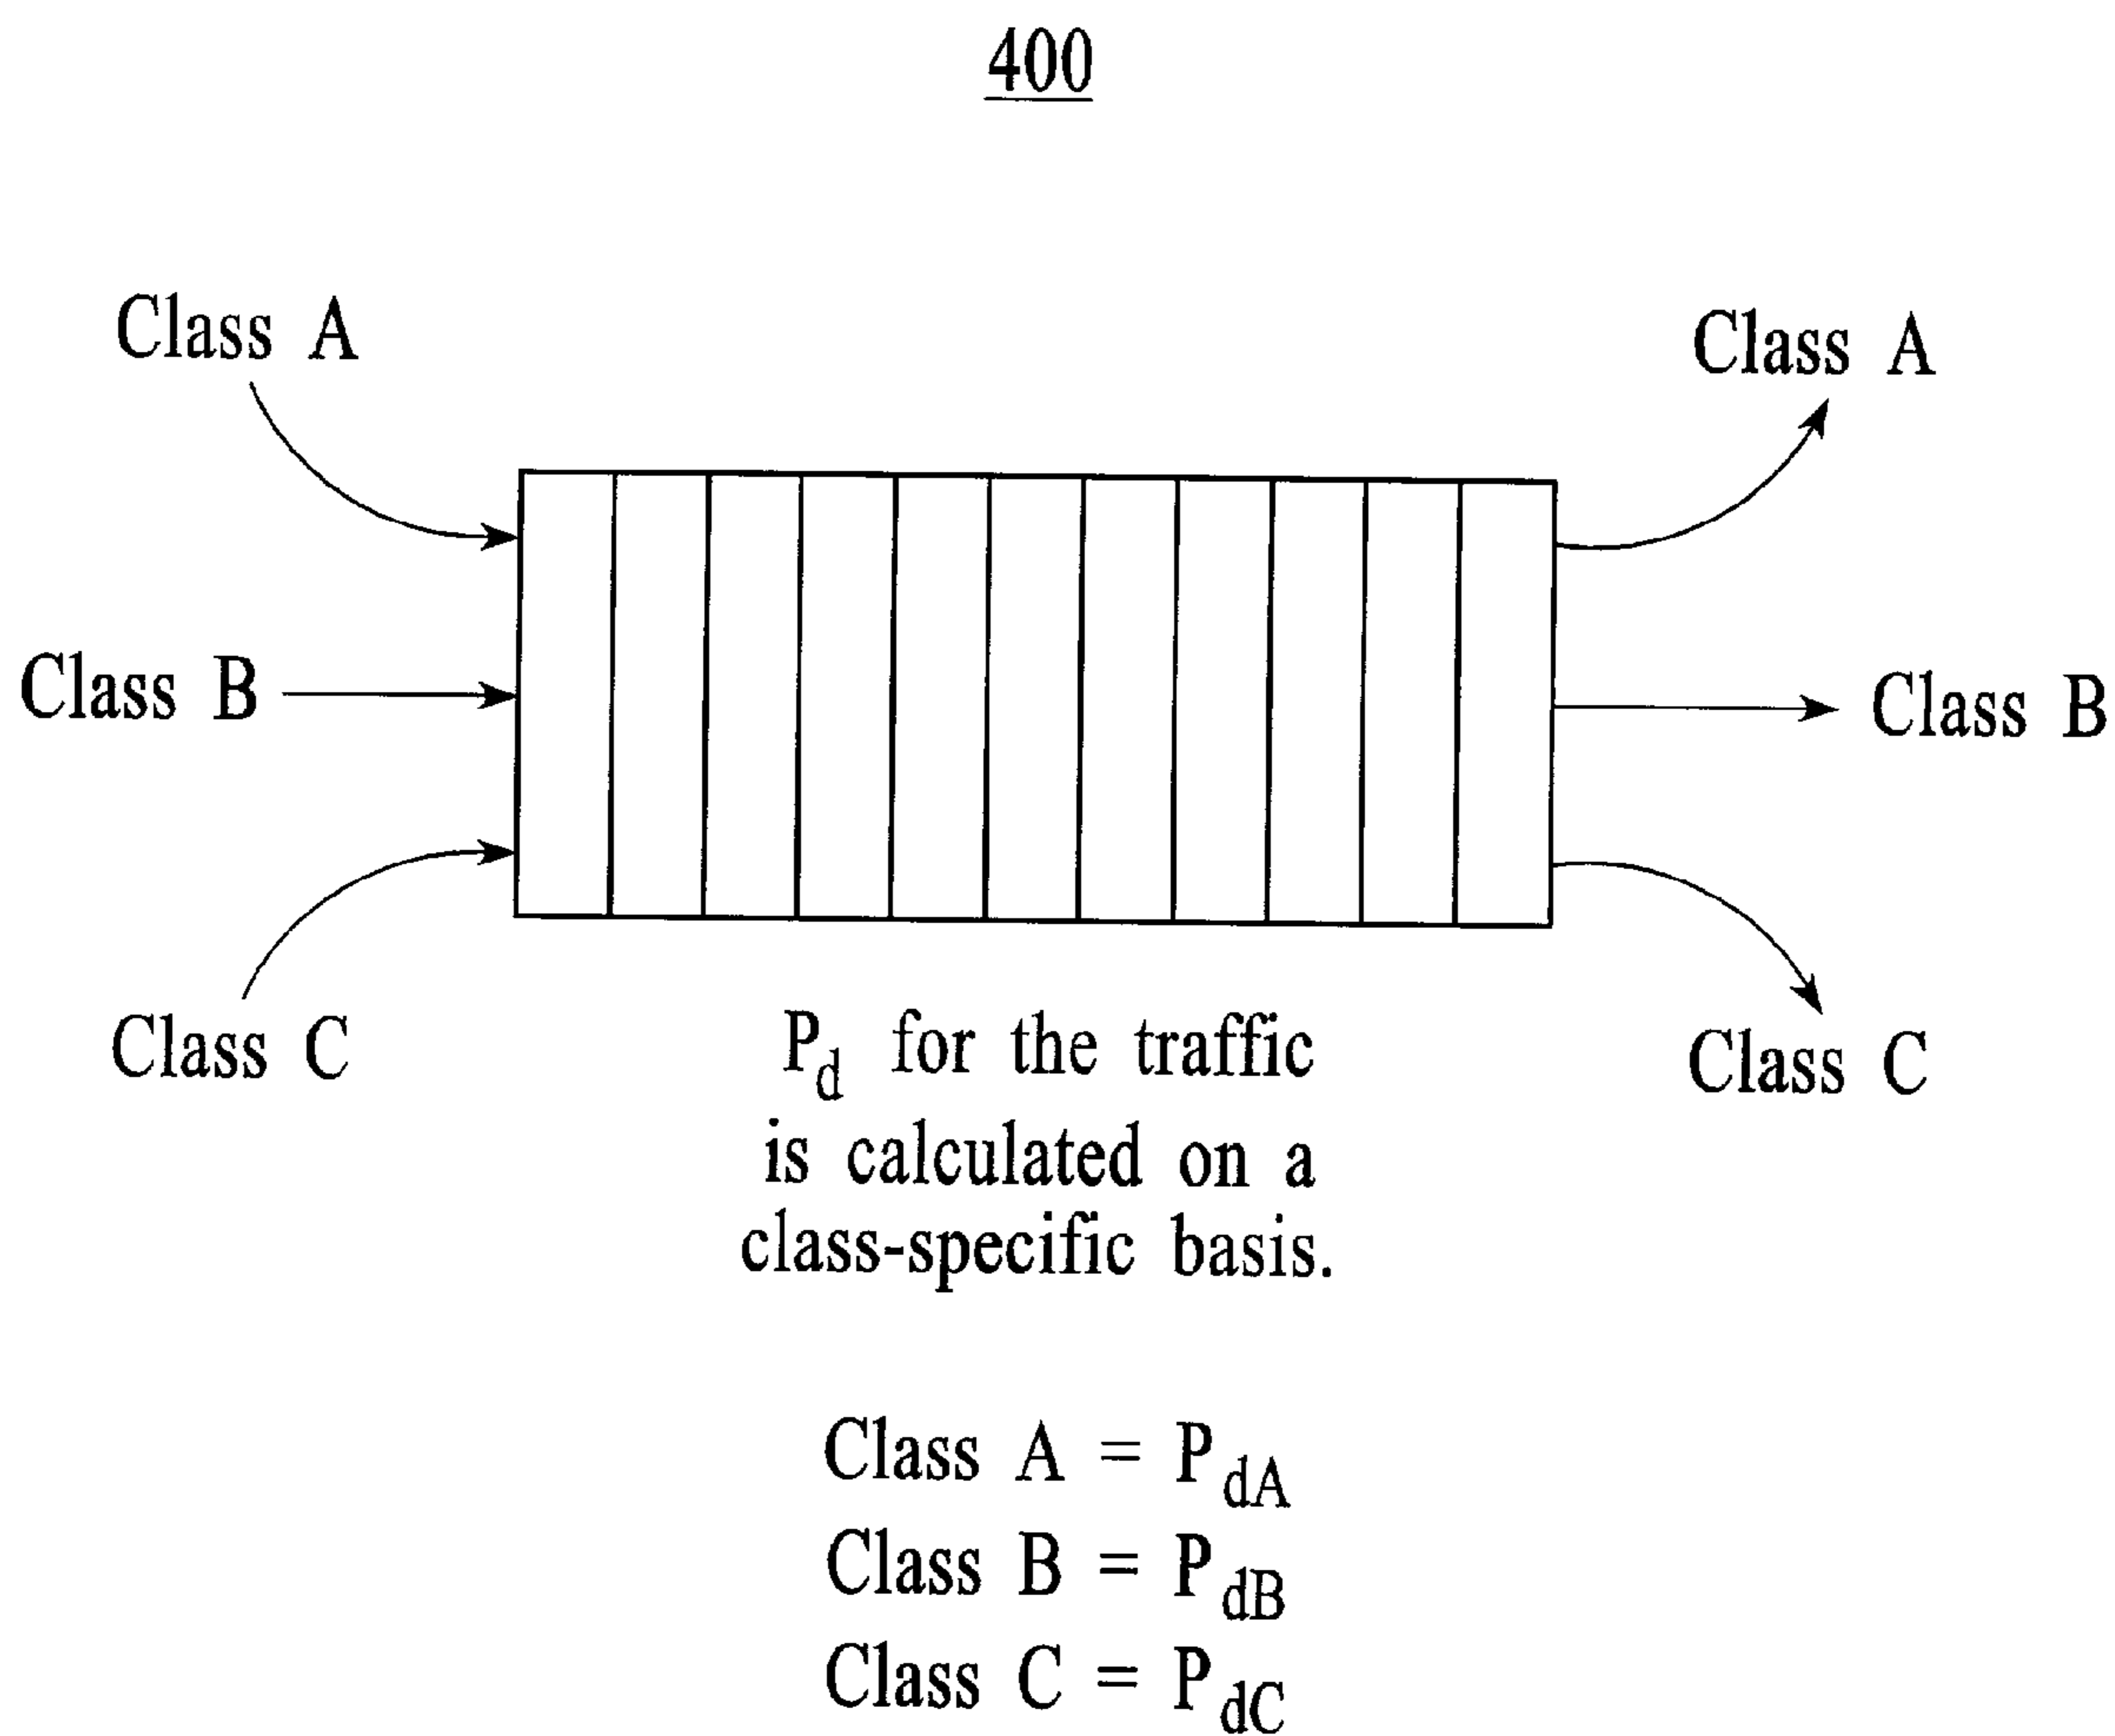 400
Class A
Class A
Class B
Class B
Class C
Class C
P_d for the traffic
is calculated on a
class-specific basis.
Class A = P_dA
Class B = P_dB
Class C = P_dC